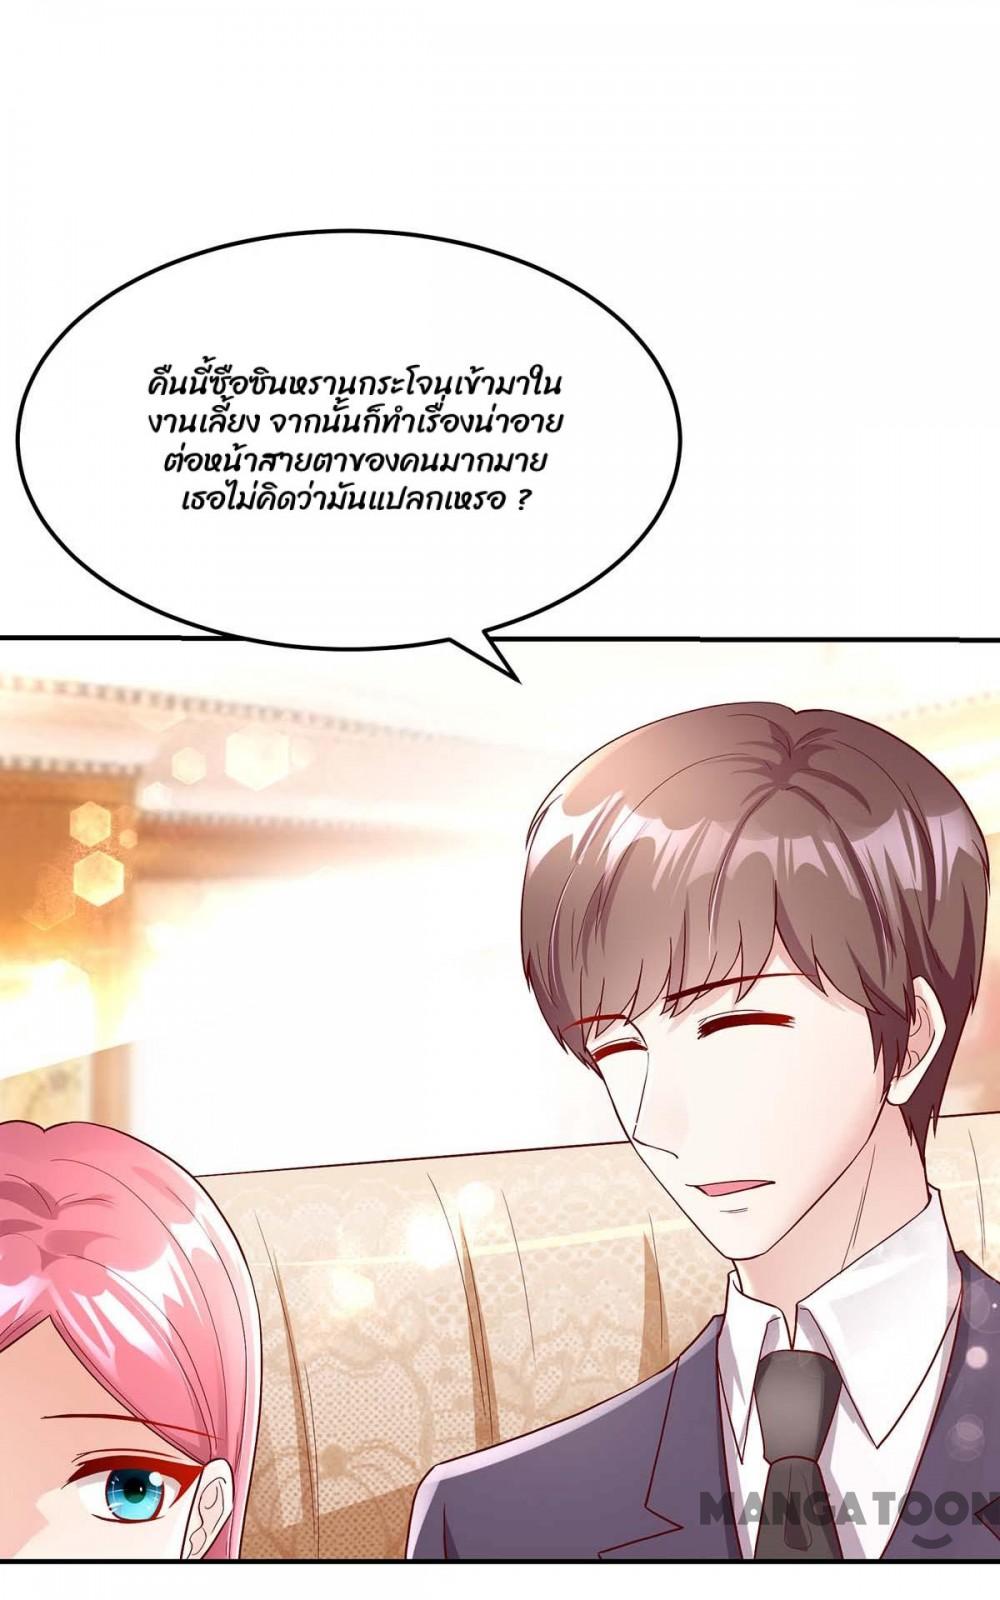 คืนนี้ซือซินหรานกระโจนเข้ามาใน
งานเลี้ยง จากนั้นก็ทำเรื่องน่าอาย
ต่อหน้าสายตาของคนมากมาย
เธอไม่คิดว่ามันแปลกเหรอ ?
MANGATOON